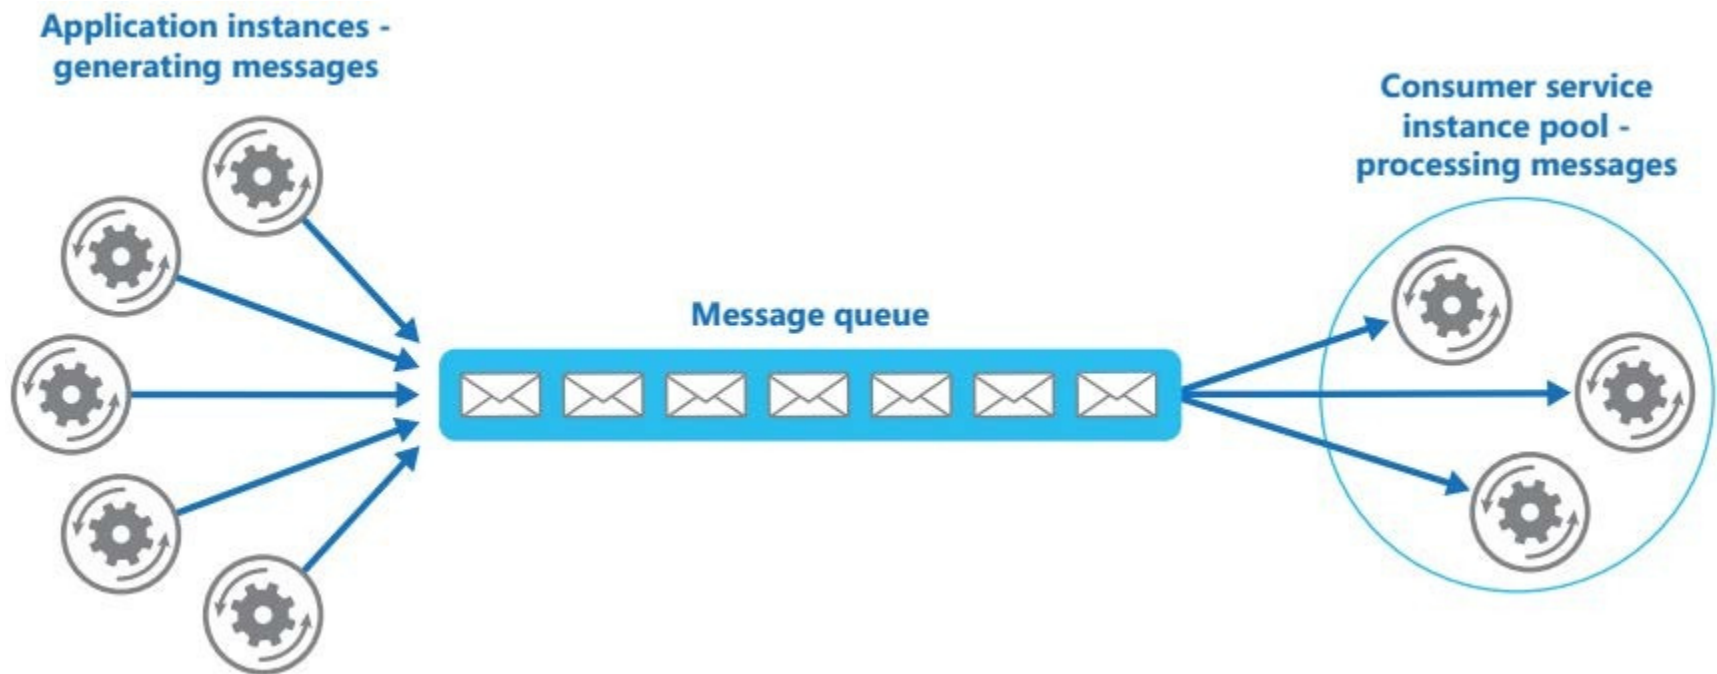 Application instances -
generating messages
Consumer service
instance pool -
processing messages
Message queue